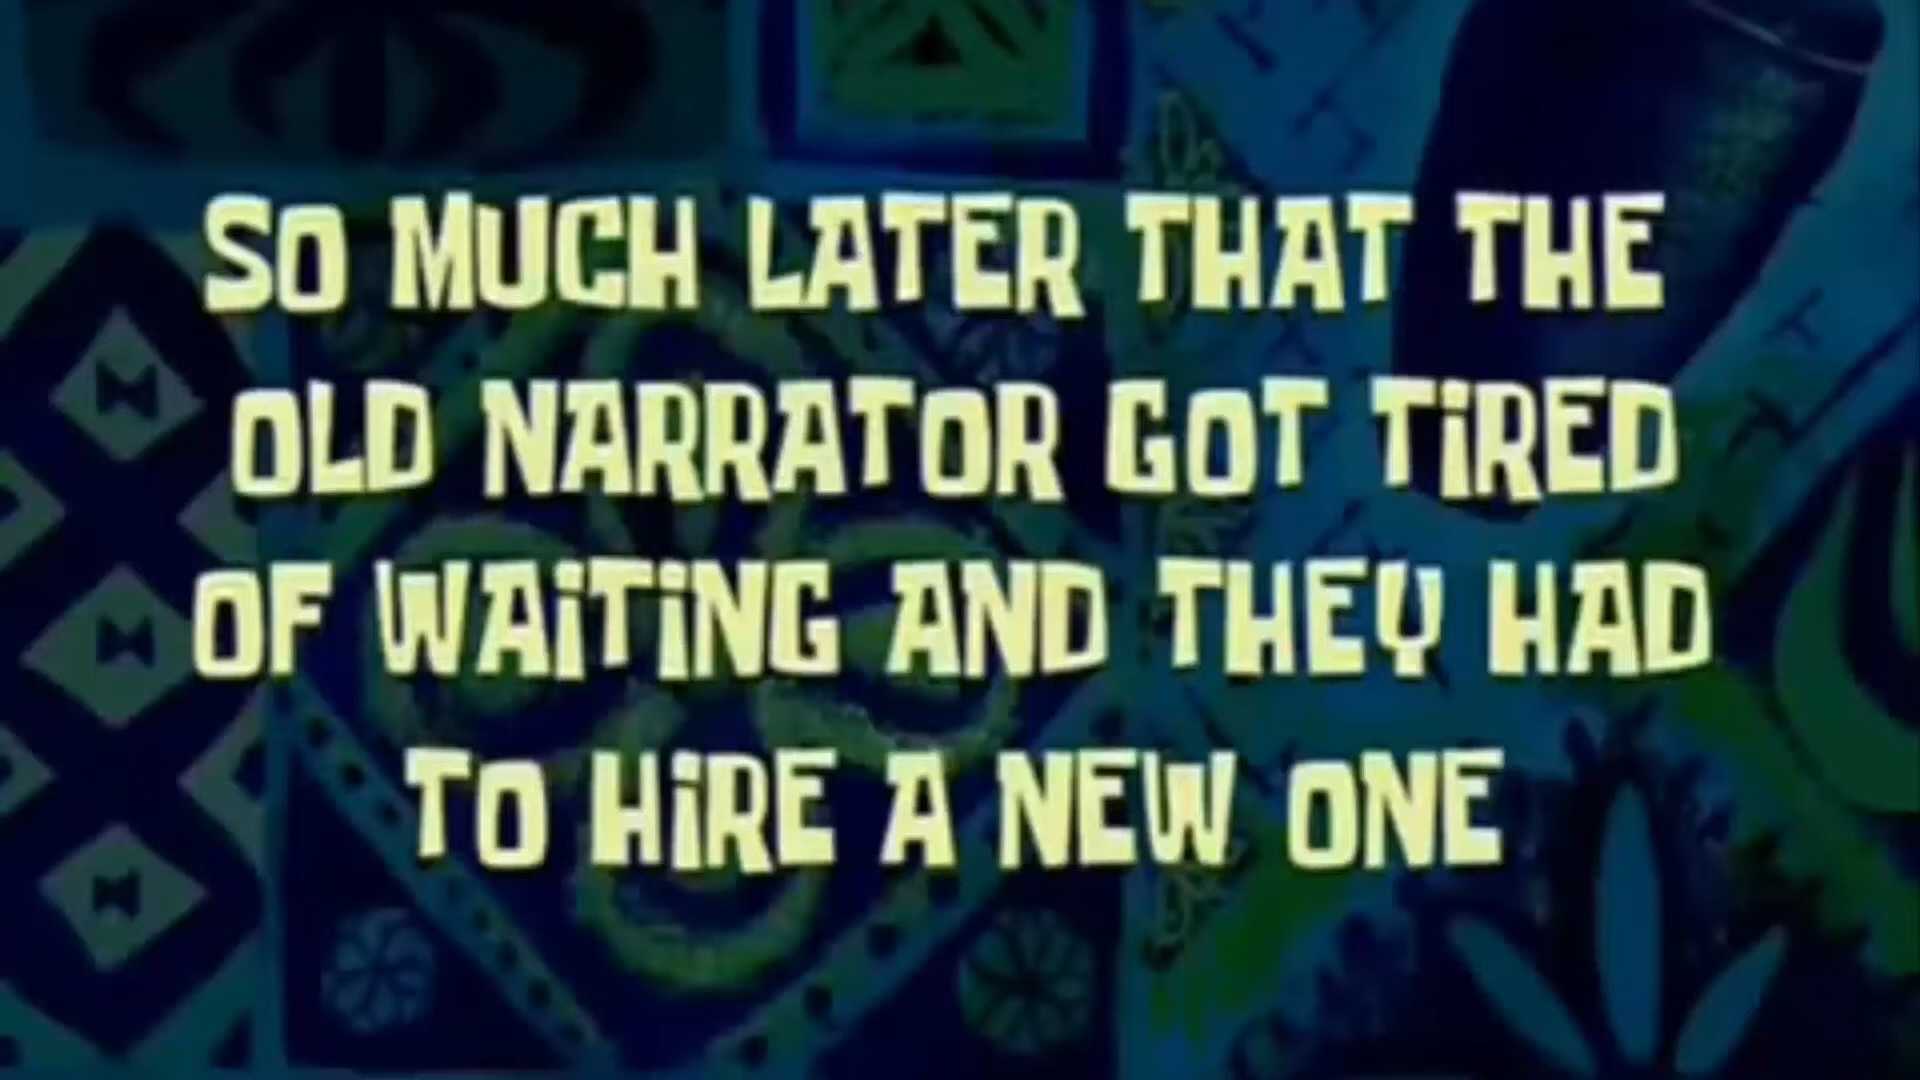 SO MUCH LATER THAT THE
OLD NARRATOR GOT TIRED
OF WAITING AND THEY HAD
TO HIRE A NEW ONE